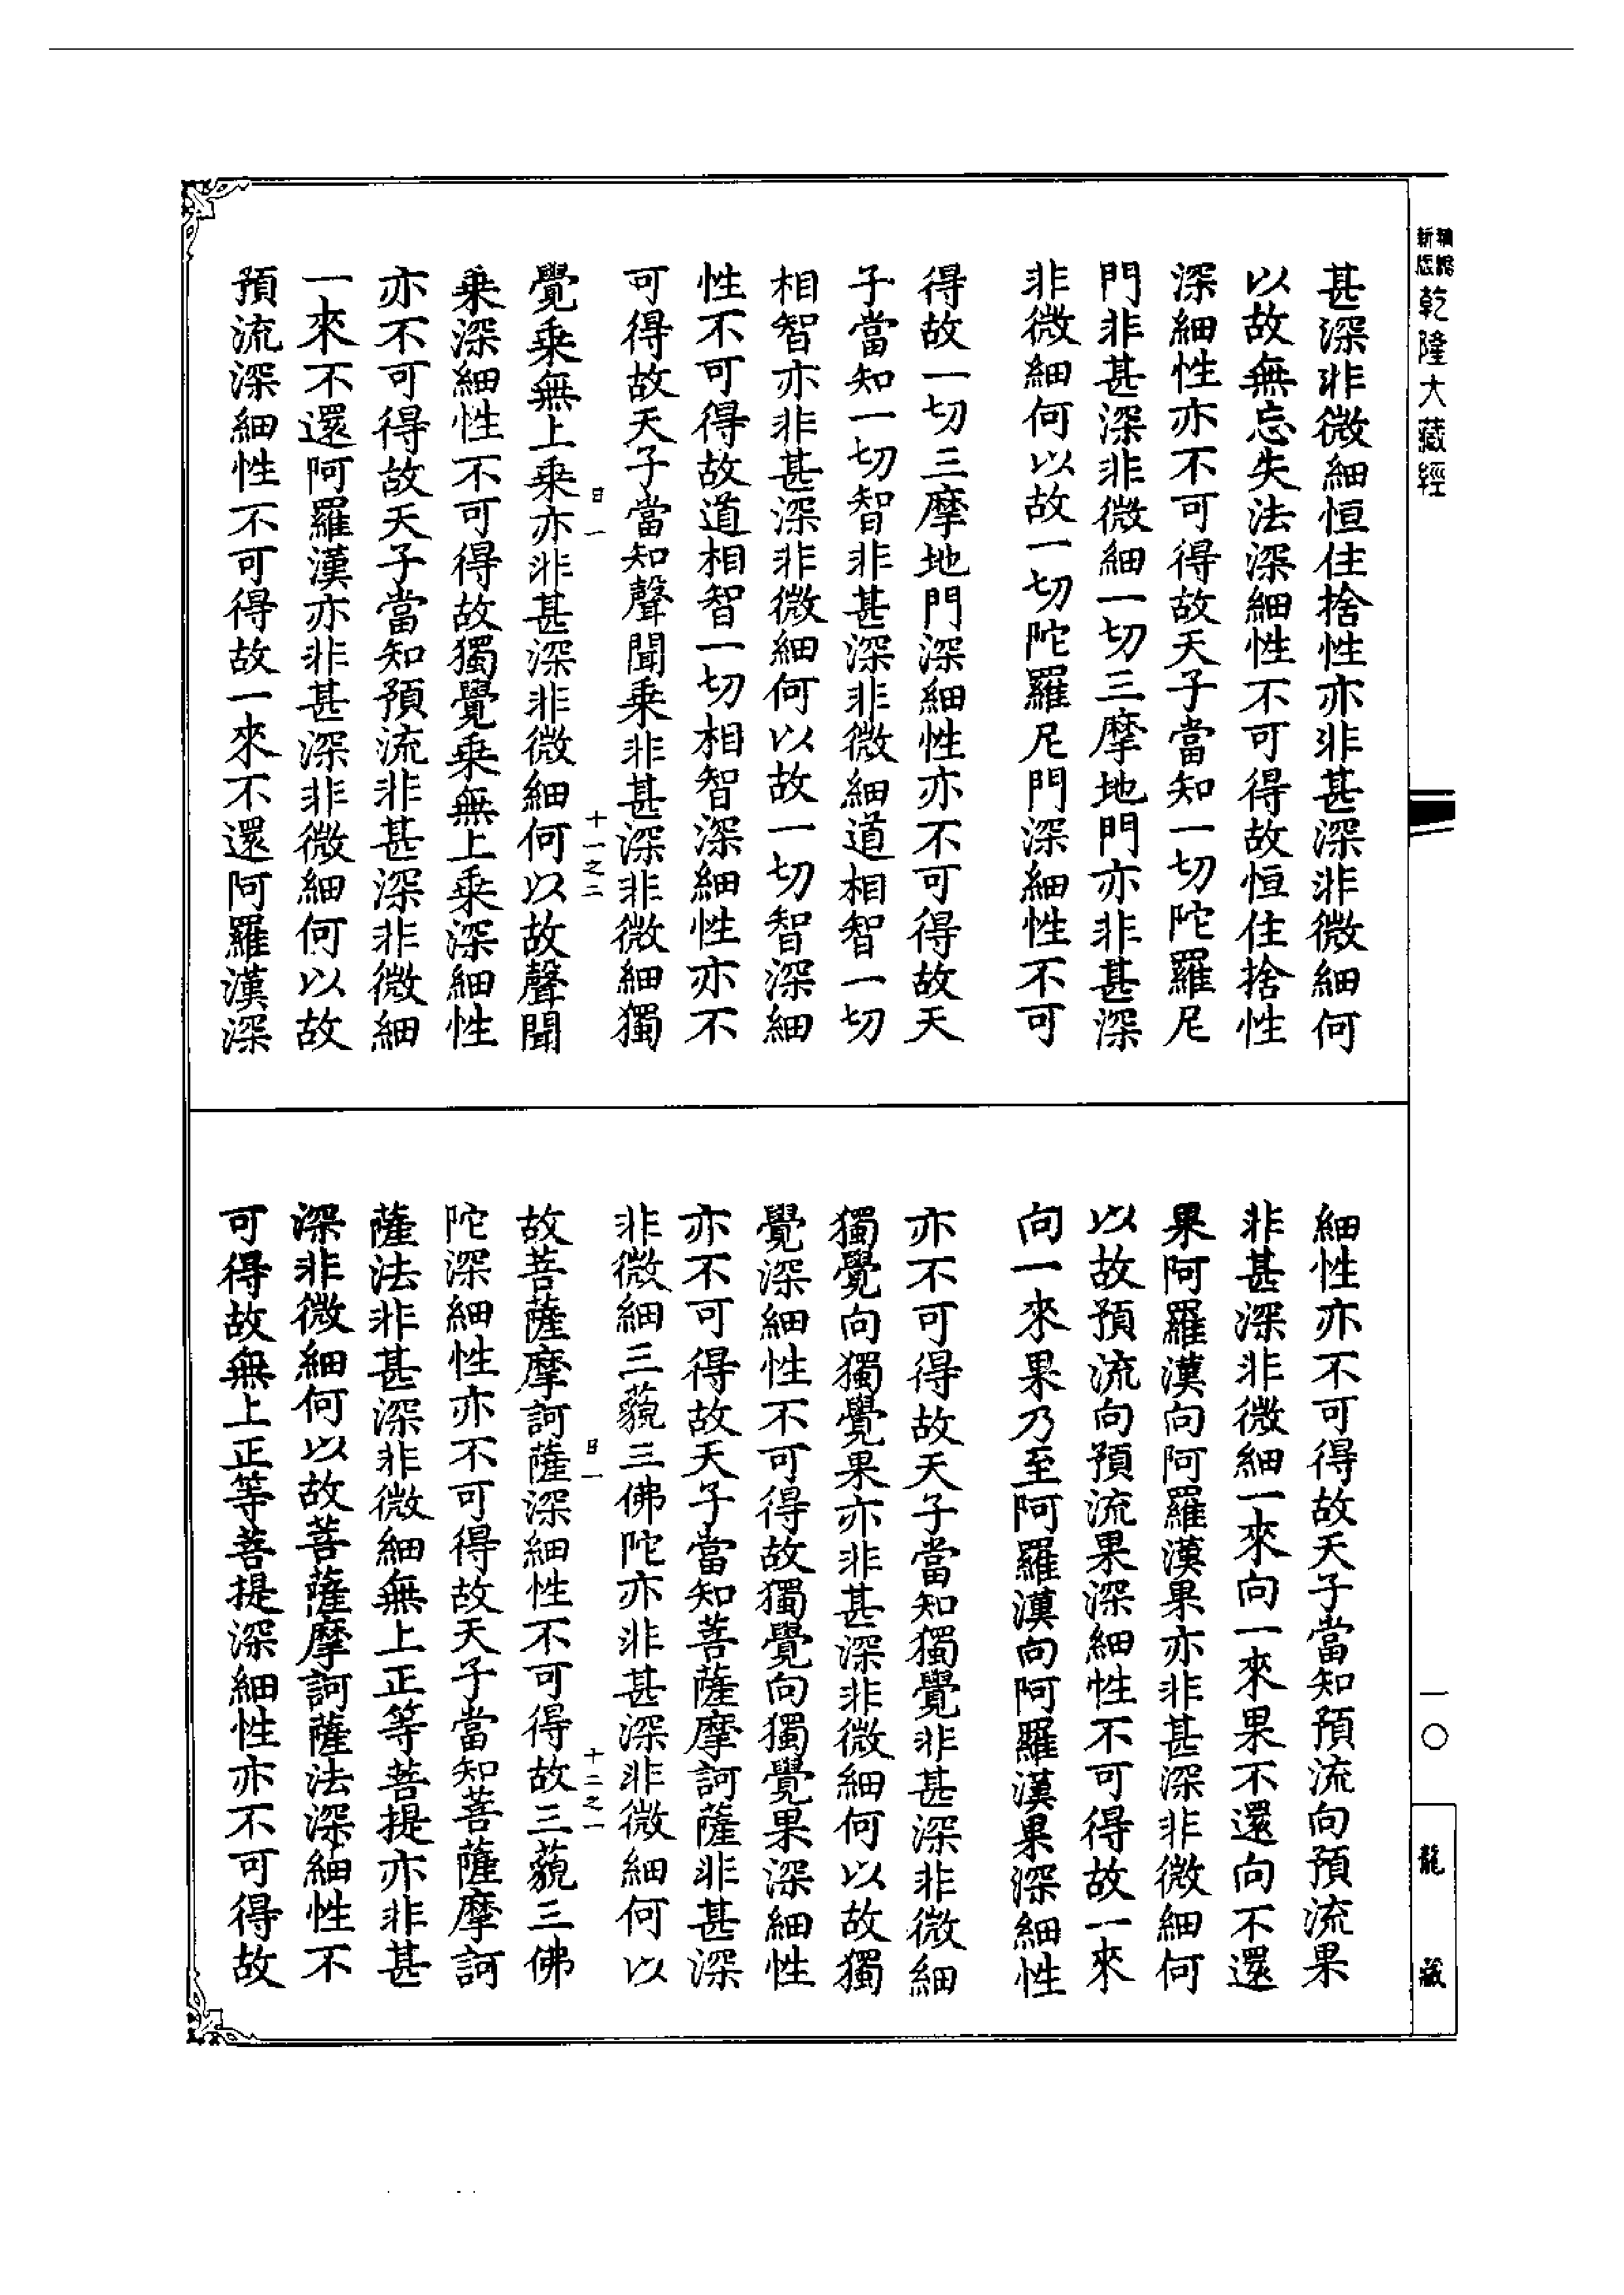 新版
精縮
乾隆大藏經
甚深非微細恒住捨性亦非甚深非微細何
以故無忘失法深細性不可得故恒住捨性
深細性亦不可得故天子當知一切陀羅尼
門非甚深非微細一切三摩地門亦非甚深
非微細何以故一切陀羅尼門深細性不可
得故一切三摩地門深細性亦不可得故天
子當知一切智非甚深非微細道相智一切
相智亦非甚深非微細何以故一切智深細
性不可得故道相智一切相智深細性亦不
可得故天子當知聲聞乘非甚深非微細獨
日一
十一之二
覺乘無上乘亦非甚深非微細何以故聲聞
乘深細性不可得故獨覺乘無上乘深細性
亦不可得故天子當知預流非甚深非微細
一來不還阿羅漢亦非甚深非微細何以故
預流深細性不可得故一來不還阿羅漢深
細性亦不可得故天子當知預流向預流果
非甚深非微細一來向一來果不還向不還
果阿羅漢向阿羅漢果亦非甚深非微細何
以故預流向預流果深細性不可得故一來
向一來果乃至阿羅漢向阿羅漢果深細性
亦不可得故天子當知獨覺非甚深非微細
獨覺向獨覺果亦非甚深非微細何以故獨
覺深細性不可得故獨覺向獨覺果深細性
亦不可得故天子當知菩薩摩訶薩非甚深
非微細三藐三佛陀亦非甚深非微細何以
日一
十二之一
故菩薩摩訶薩深細性不可得故三藐三佛
陀深細性亦不可得故天子當知菩薩摩訶
薩法非甚深非微細無上正等菩提亦非甚
深非微細何以故菩薩摩訶薩法深細性不
可得故無上正等菩提深細性亦不可得故
一〇
龍藏